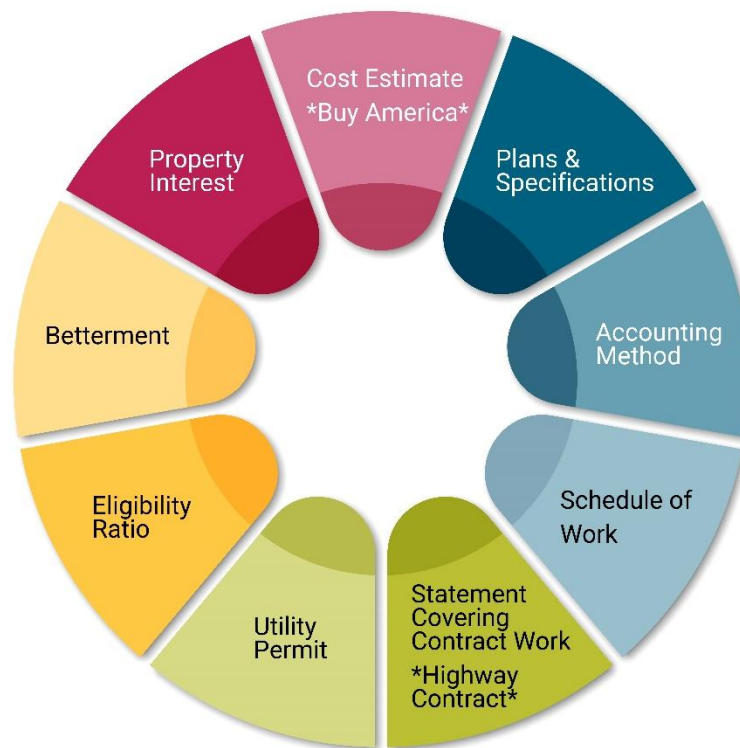 Cost Estimate
*Buy America*
Plans &
Specifications
Accounting
Method
Schedule of
Work
Statement
Covering
Contract Work
*Highway
Contract*
Utility
Permit
Eligibility
Ratio
Betterment
Property
Interest